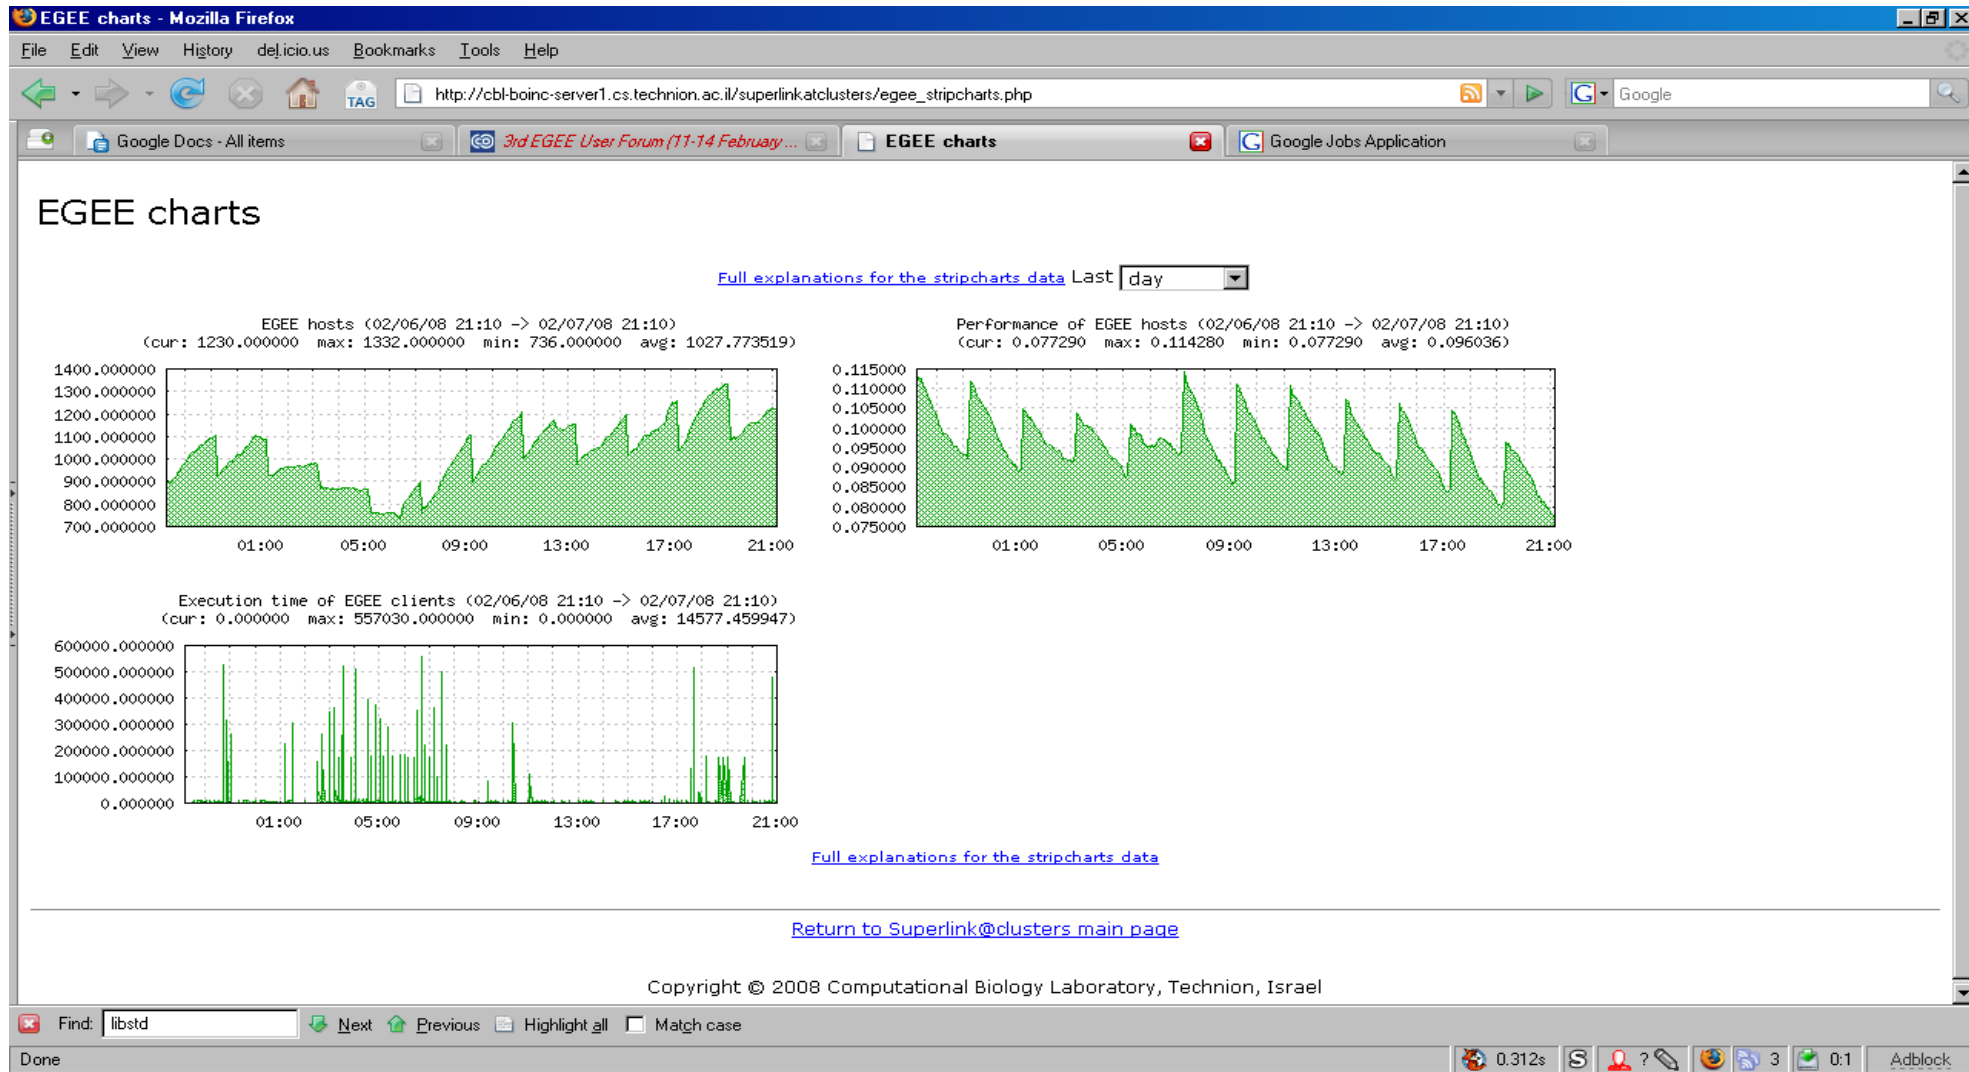 EGEE charts - Mozilla Firefox
File Edit View History del.icio.us Bookmarks Tools Help
TAG http://cbl-boinc-server1.cs.technion.ac.il/superlinkatclusters/egee_stripcharts.php G Google
Google Docs - All items 3rd EGEE User Forum (11-14 February ... EGEE charts G Google Jobs Application
EGEE charts
Full explanations for the stripcharts data Last day
EGEE hosts (02/06/08 21:10 -> 02/07/08 21:10)
(cur: 1230.000000 max: 1332.000000 min: 736.000000 avg: 1027.773519)
1400.000000
1300.000000
1200.000000
1100.000000
1000.000000
900.000000
800.000000
700.000000
01:00 05:00 09:00 13:00 17:00 21:00
Performance of EGEE hosts (02/06/08 21:10 -> 02/07/08 21:10)
(cur: 0.077290 max: 0.114280 min: 0.077290 avg: 0.096036)
0.115000
0.110000
0.105000
0.100000
0.095000
0.090000
0.085000
0.080000
0.075000
01:00 05:00 09:00 13:00 17:00 21:00
Execution time of EGEE clients (02/06/08 21:10 -> 02/07/08 21:10)
(cur: 0.000000 max: 557030.000000 min: 0.000000 avg: 14577.459947)
600000.000000
500000.000000
400000.000000
300000.000000
200000.000000
100000.000000
0.000000
01:00 05:00 09:00 13:00 17:00 21:00
Full explanations for the stripcharts data
Return to Superlink@clusters main page
Copyright © 2008 Computational Biology Laboratory, Technion, Israel
Find: libstd Next Previous Highlight all Match case
Done 0.312s S ? 3 0:1 Adblock